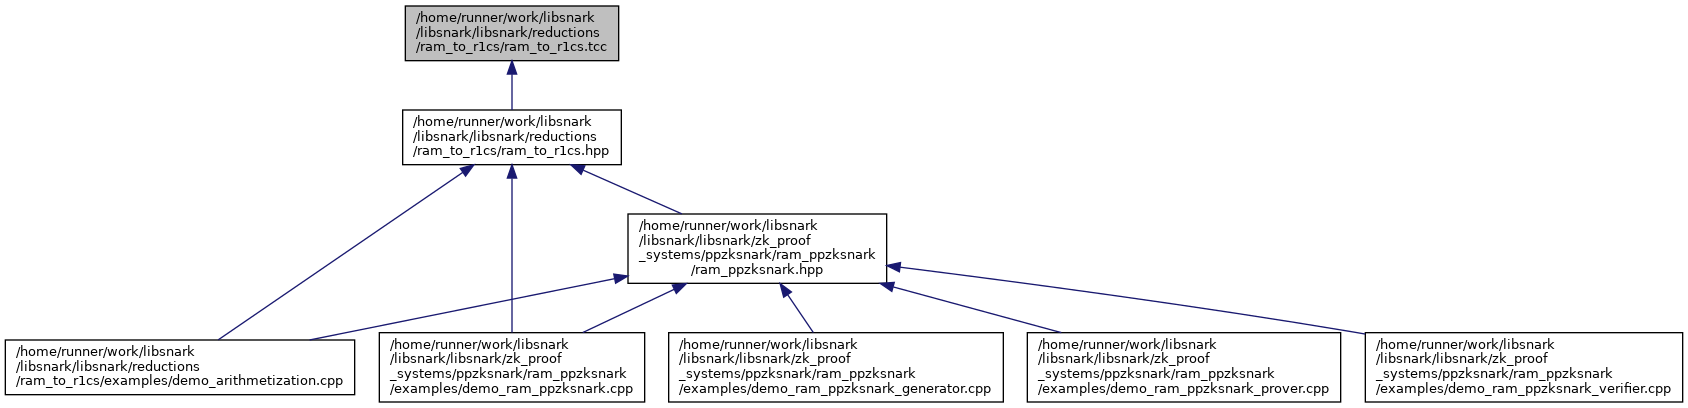 /home/runner/work/libsnark
/libsnark/libsnark/reductions
/ram_to_r1cs/ram_to_r1cs.tcc
/home/runner/work/libsnark
/libsnark/libsnark/reductions
/ram_to_r1cs/ram_to_r1cs.hpp
/home/runner/work/libsnark
/libsnark/libsnark/zk_proof
_systems/ppzksnark/ram_ppzksnark
/ram_ppzksnark.hpp
/home/runner/work/libsnark
/libsnark/libsnark/reductions
/ram_to_r1cs/examples/demo_arithmetization.cpp
/home/runner/work/libsnark
/libsnark/libsnark/zk_proof
_systems/ppzksnark/ram_ppzksnark
/examples/demo_ram_ppzksnark.cpp
/home/runner/work/libsnark
/libsnark/libsnark/zk_proof
_systems/ppzksnark/ram_ppzksnark
/examples/demo_ram_ppzksnark_generator.cpp
/home/runner/work/libsnark
/libsnark/libsnark/zk_proof
_systems/ppzksnark/ram_ppzksnark
/examples/demo_ram_ppzksnark_prover.cpp
/home/runner/work/libsnark
/libsnark/libsnark/zk_proof
_systems/ppzksnark/ram_ppzksnark
/examples/demo_ram_ppzksnark_verifier.cpp